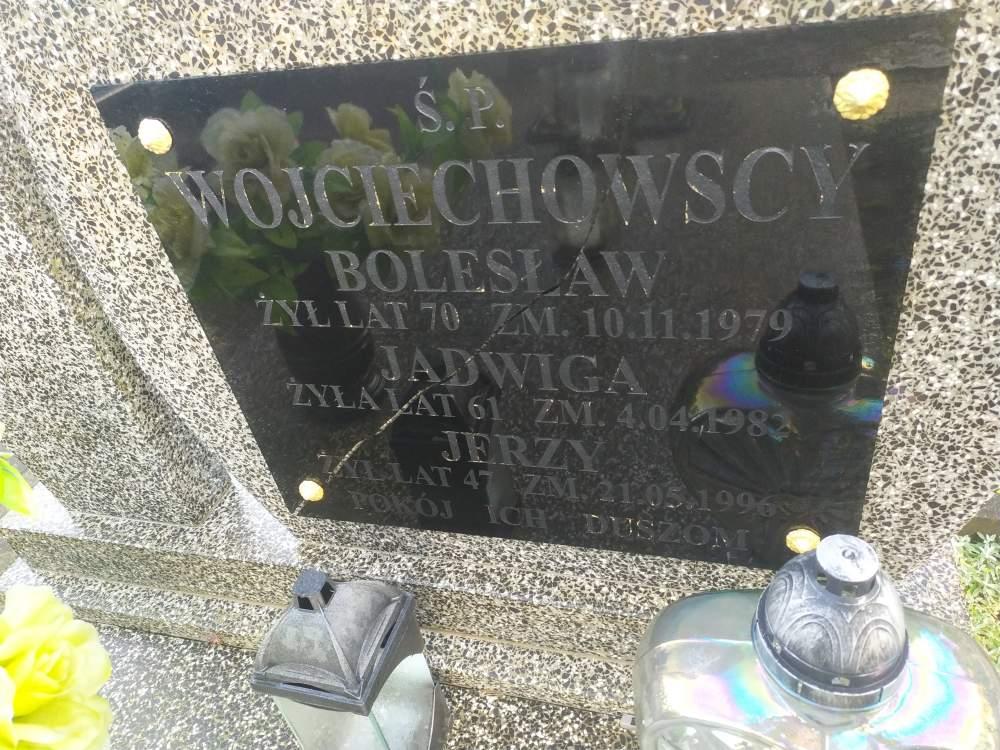 Ś. P.
WOJCIECHOWSCY
BOLESŁAW
ŻYŁ LAT 70 ZM. 10.11.1979
JADWIGA
ŻYŁA LAT 61 ZM. 4.04.1982
JERZY
ŻYŁ LAT 47 ZM. 21.05.1996
POKÓJ ICH DUSZOM